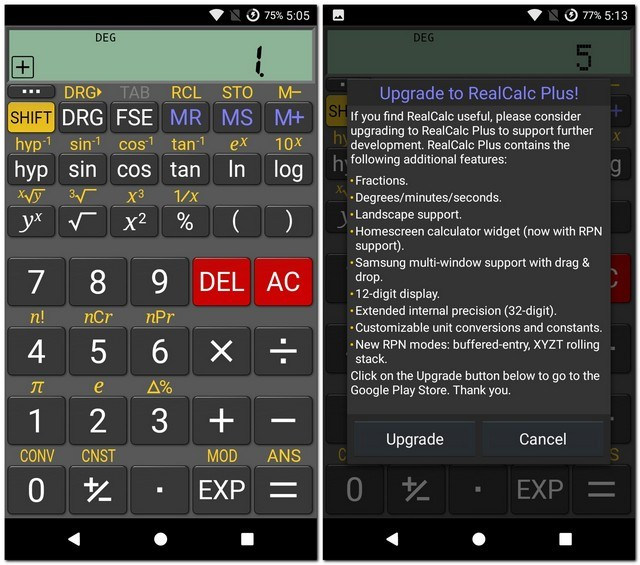 75% 5:05
DEG
1.
DRG▸ TAB RCL STO M–
SHIFT DRG FSE MR MS M+
hyp⁻¹ sin⁻¹ cos⁻¹ tan⁻¹ eˣ 10ˣ
hyp sin cos tan ln log
ˣ√y ³√ x³ 1/x
yˣ √ x² % ( )
7 8 9 DEL AC
n! nCr nPr
4 5 6 × ÷
π e Δ%
1 2 3 + –
CONV CNST MOD ANS
0 +/– . EXP =
77% 5:13
DEG
5
Upgrade to RealCalc Plus!
If you find RealCalc useful, please consider
upgrading to RealCalc Plus to support further
development. RealCalc Plus contains the
following additional features:
• Fractions.
• Degrees/minutes/seconds.
• Landscape support.
• Homescreen calculator widget (now with RPN
support).
• Samsung multi-window support with drag &
drop.
• 12-digit display.
• Extended internal precision (32-digit).
• Customizable unit conversions and constants.
• New RPN modes: buffered-entry, XYZT rolling
stack.
Click on the Upgrade button below to go to the
Google Play Store. Thank you.
Upgrade Cancel
0 +/– . EXP =